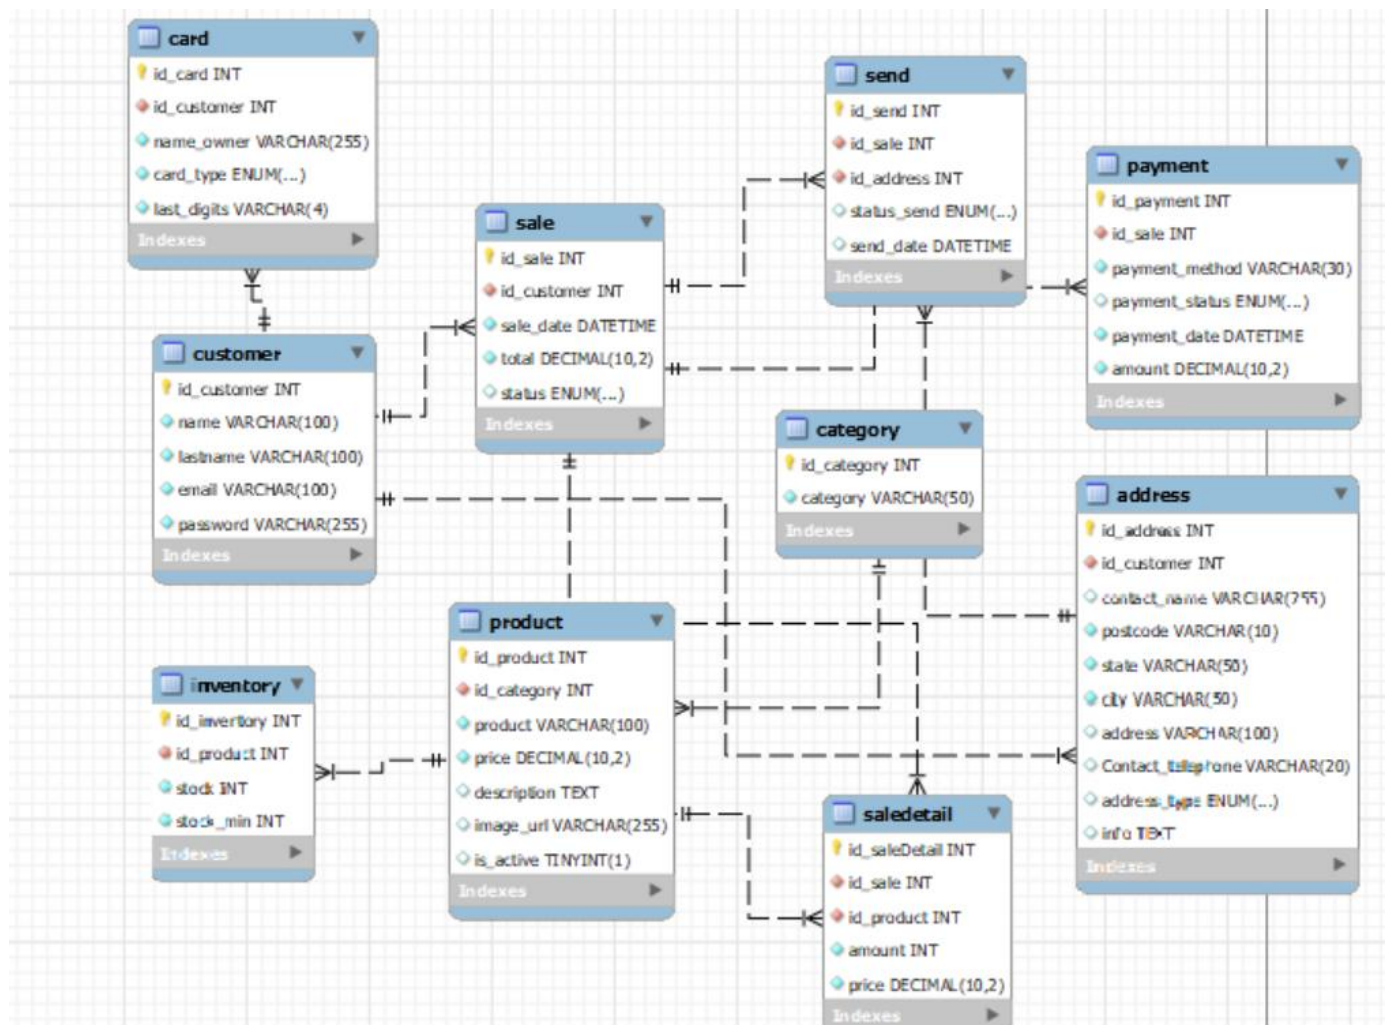 card
id_card INT
id_customer INT
name_owner VARCHAR(255)
card_type ENUM(...)
last_digits VARCHAR(4)
Indexes
customer
id_customer INT
name VARCHAR(100)
lastname VARCHAR(100)
email VARCHAR(100)
password VARCHAR(255)
Indexes
inventory
id_inventory INT
id_product INT
stock INT
stock_min INT
Indexes
sale
id_sale INT
id_customer INT
sale_date DATETIME
total DECIMAL(10,2)
status ENUM(...)
Indexes
product
id_product INT
id_category INT
product VARCHAR(100)
price DECIMAL(10,2)
description TEXT
image_url VARCHAR(255)
is_active TINYINT(1)
Indexes
send
id_send INT
id_sale INT
id_address INT
status_send ENUM(...)
send_date DATETIME
Indexes
category
id_category INT
category VARCHAR(50)
Indexes
saledetail
id_saleDetail INT
id_sale INT
id_product INT
amount INT
price DECIMAL(10,2)
Indexes
payment
id_payment INT
id_sale INT
payment_method VARCHAR(30)
payment_status ENUM(...)
payment_date DATETIME
amount DECIMAL(10,2)
Indexes
address
id_address INT
id_customer INT
contact_name VARCHAR(255)
postcode VARCHAR(10)
state VARCHAR(50)
city VARCHAR(50)
address VARCHAR(100)
Contact_telephone VARCHAR(20)
address_type ENUM(...)
info TEXT
Indexes